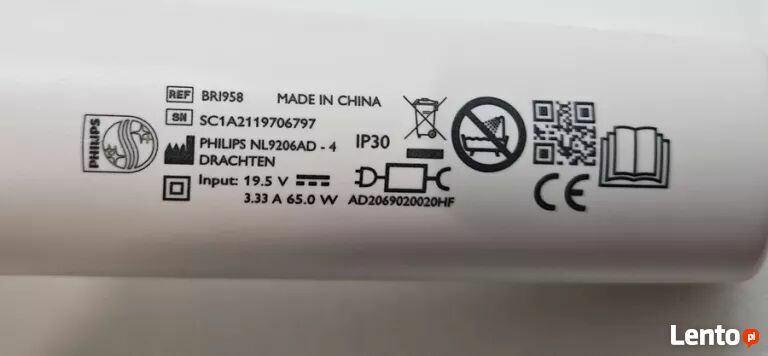 PHILIPS
REF BRI958 MADE IN CHINA
SN SC1A2119706797
PHILIPS NL9206AD - 4
DRACHTEN
IP30
Input: 19.5 V
3.33 A 65.0 W
AD2069020020HF
CE
Lento.pl